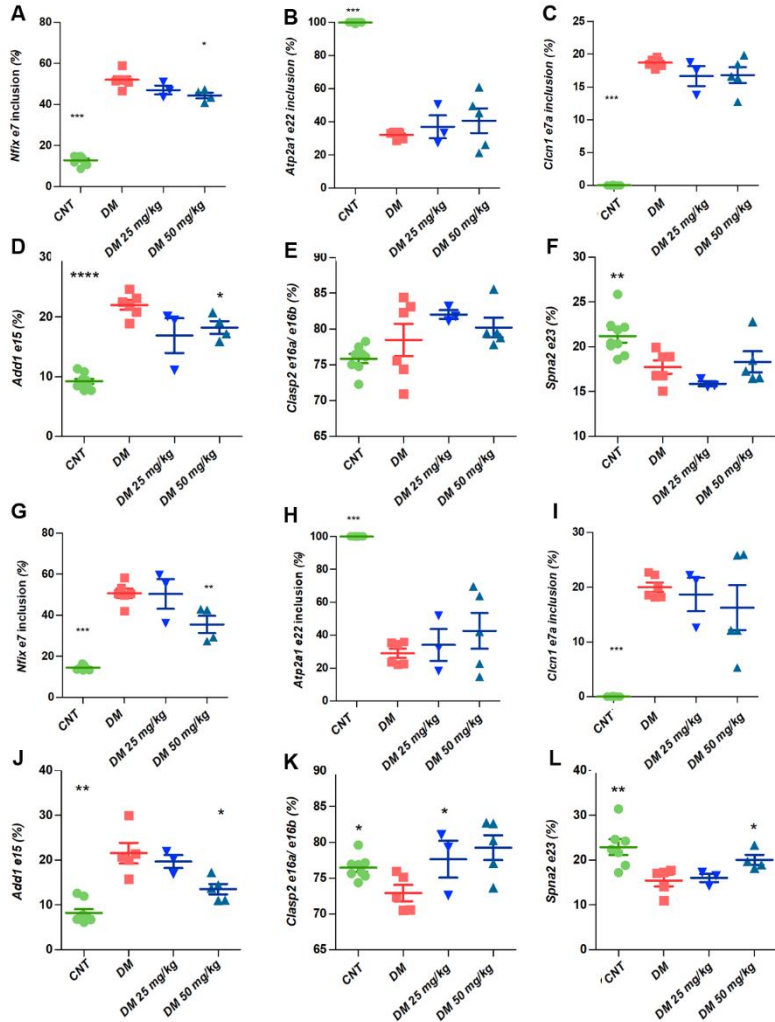 A
Nfix e7 inclusion (%)
80
60
40
20
0
***
*
CNT
DM
DM 25 mg/kg
DM 50 mg/kg
B
Atp2a1 e22 inclusion (%)
100
80
60
40
20
***
CNT
DM
DM 25 mg/kg
DM 50 mg/kg
C
Clcn1 e7a inclusion (%)
25
20
15
10
5
0
***
CNT
DM
DM 25 mg/kg
DM 50 mg/kg
D
Add1 e15 (%)
30
20
10
0
****
*
CNT
DM
DM 25 mg/kg
DM 50 mg/kg
E
Clasp2 e16a/ e16b (%)
90
85
80
75
70
65
CNT
DM
DM 25 mg/kg
DM 50 mg/kg
F
Spna2 e23 (%)
30
25
20
15
10
**
CNT
DM
DM 25 mg/kg
DM 50 mg/kg
G
Nfix e7 inclusion (%)
80
60
40
20
0
***
**
CNT
DM
DM 25 mg/kg
DM 50 mg/kg
H
Atp2a1 e22 inclusion (%)
100
80
60
40
20
0
***
CNT
DM
DM 25 mg/kg
DM 50 mg/kg
I
Clcn1 e7a inclusion (%)
30
20
10
0
***
CNT
DM
DM 25 mg/kg
DM 50 mg/kg
J
Add1 e15 (%)
40
30
20
10
0
**
*
CNT
DM
DM 25 mg/kg
DM 50 mg/kg
K
Clasp2 e16a/ e16b (%)
90
85
80
75
70
65
*
*
CNT
DM
DM 25 mg/kg
DM 50 mg/kg
L
Spna2 e23 (%)
40
30
20
10
0
**
*
CNT
DM
DM 25 mg/kg
DM 50 mg/kg